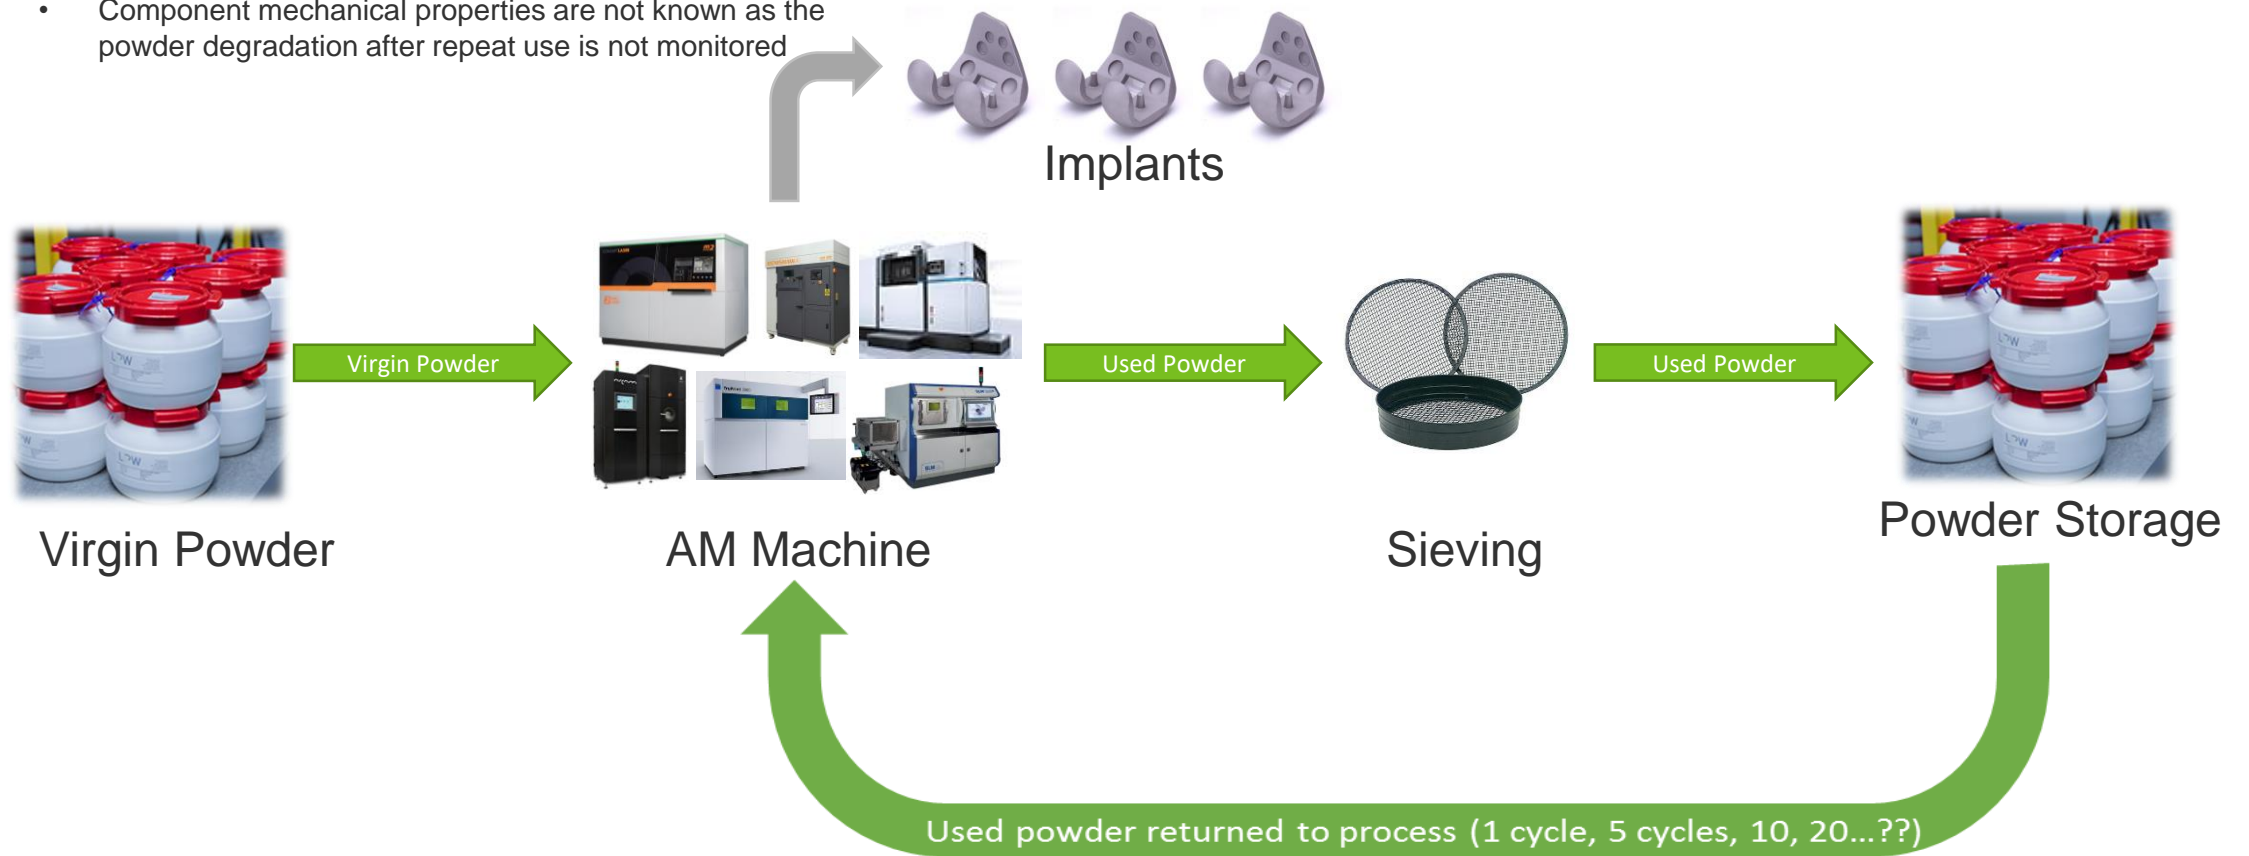 • Component mechanical properties are not known as the
powder degradation after repeat use is not monitored
Implants
Virgin Powder
Used Powder
Used Powder
LPW
LPW
Virgin Powder
AM Machine
Sieving
Powder Storage
Used powder returned to process (1 cycle, 5 cycles, 10, 20...??)